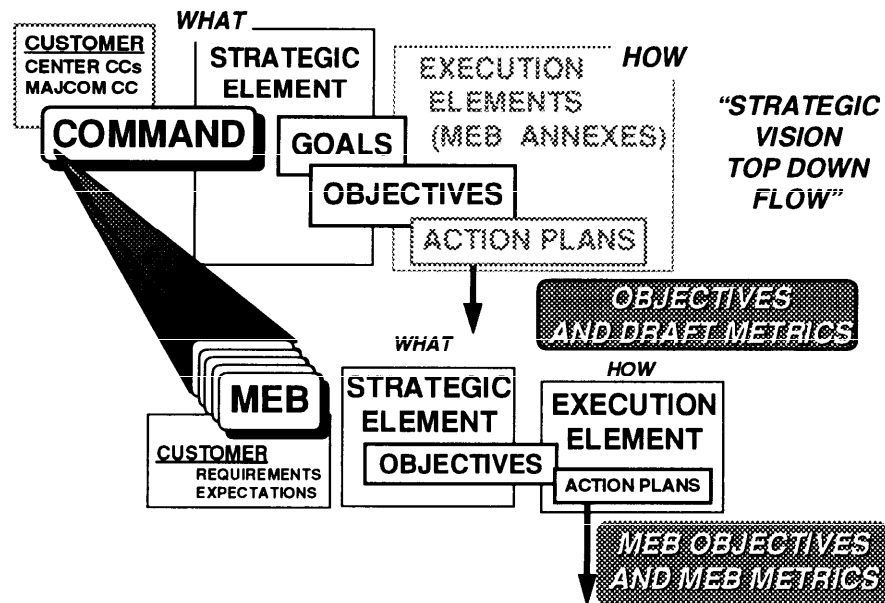 WHAT
CUSTOMER
CENTER CCs
MAJCOM CC
COMMAND
STRATEGIC
ELEMENT
GOALS
OBJECTIVES
HOW
EXECUTION
ELEMENTS
(MEB ANNEXES)
ACTION PLANS
“STRATEGIC
VISION
TOP DOWN
FLOW”
OBJECTIVES
AND DRAFT METRICS
MEB
CUSTOMER
REQUIREMENTS
EXPECTATIONS
WHAT
STRATEGIC
ELEMENT
OBJECTIVES
HOW
EXECUTION
ELEMENT
ACTION PLANS
MEB OBJECTIVES
AND MEB METRICS